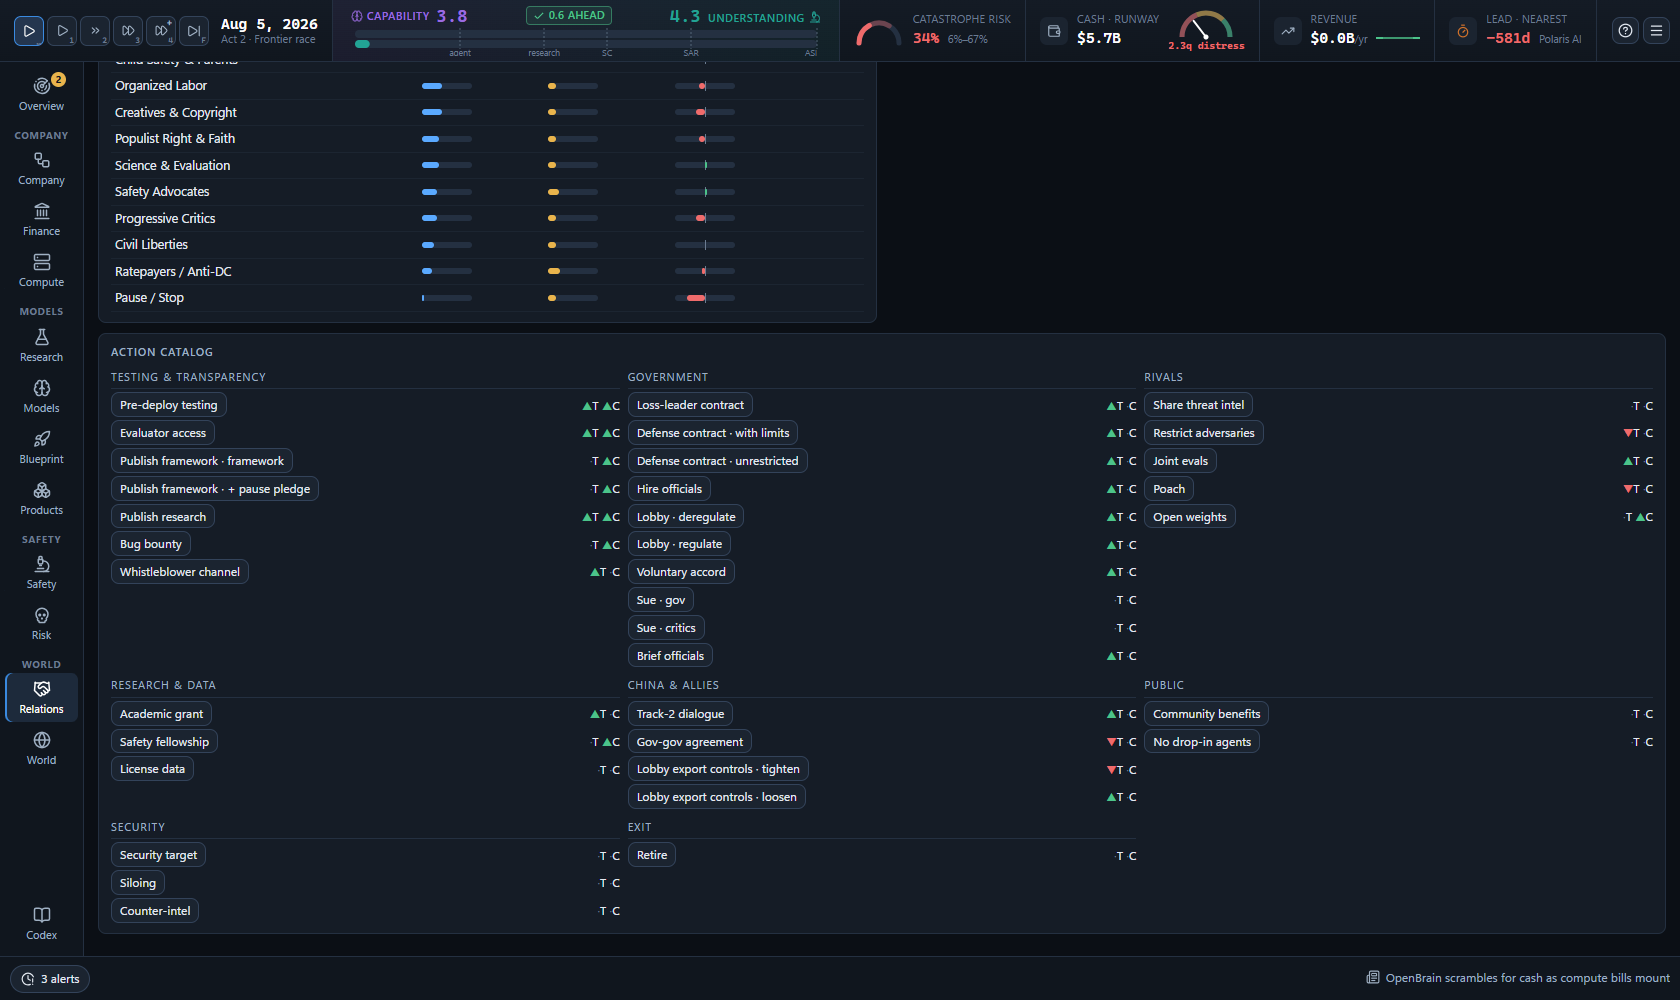 1
2
3
4
F
Aug 5, 2026
Act 2 · Frontier race
CAPABILITY 3.8
0.6 AHEAD
4.3 UNDERSTANDING
agent
research
SC
SAR
ASI
CATASTROPHE RISK
34% 6%–67%
CASH · RUNWAY
$5.7B
2.3q distress
REVENUE
$0.0B/yr
LEAD · NEAREST
−581d Polaris AI
2
Overview
COMPANY
Company
Finance
Compute
MODELS
Research
Models
Blueprint
Products
SAFETY
Safety
Risk
WORLD
Relations
World
Codex
Child Safety & Parents
Organized Labor
Creatives & Copyright
Populist Right & Faith
Science & Evaluation
Safety Advocates
Progressive Critics
Civil Liberties
Ratepayers / Anti-DC
Pause / Stop
ACTION CATALOG
TESTING & TRANSPARENCY
Pre-deploy testing ▲T ▲C
Evaluator access ▲T ▲C
Publish framework · framework ·T ▲C
Publish framework · + pause pledge ·T ▲C
Publish research ▲T ▲C
Bug bounty ·T ▲C
Whistleblower channel ▲T ·C
GOVERNMENT
Loss-leader contract ▲T ·C
Defense contract · with limits ▲T ·C
Defense contract · unrestricted ▲T ·C
Hire officials ▲T ·C
Lobby · deregulate ▲T ·C
Lobby · regulate ▲T ·C
Voluntary accord ▲T ·C
Sue · gov ·T ·C
Sue · critics ·T ·C
Brief officials ▲T ·C
RIVALS
Share threat intel ·T ·C
Restrict adversaries ▼T ·C
Joint evals ▲T ·C
Poach ▼T ·C
Open weights ·T ▲C
RESEARCH & DATA
Academic grant ▲T ·C
Safety fellowship ·T ▲C
License data ·T ·C
CHINA & ALLIES
Track-2 dialogue ▲T ·C
Gov-gov agreement ▼T ·C
Lobby export controls · tighten ▼T ·C
Lobby export controls · loosen ▲T ·C
PUBLIC
Community benefits ·T ·C
No drop-in agents ·T ·C
SECURITY
Security target ·T ·C
Siloing ·T ·C
Counter-intel ·T ·C
EXIT
Retire ·T ·C
3 alerts
OpenBrain scrambles for cash as compute bills mount